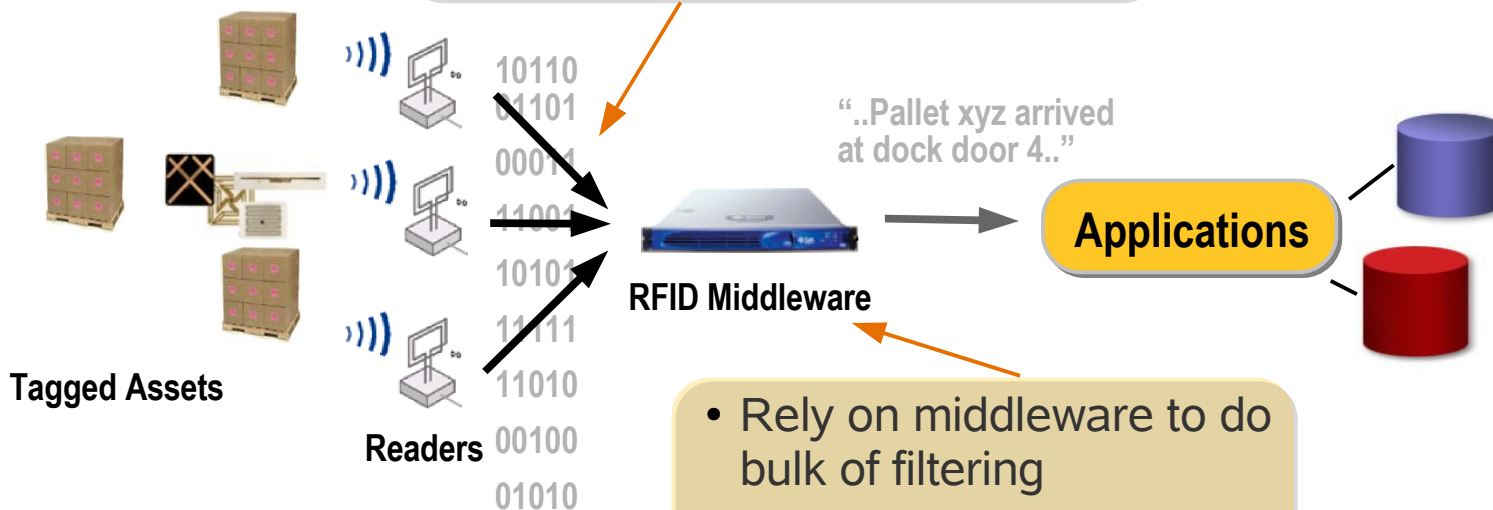 10110
01101
00011
11001
10101
11111
11010
00100
01010
“..Pallet xyz arrived
at dock door 4..”
Applications
RFID Middleware
Tagged Assets
Readers
• Rely on middleware to do
bulk of filtering